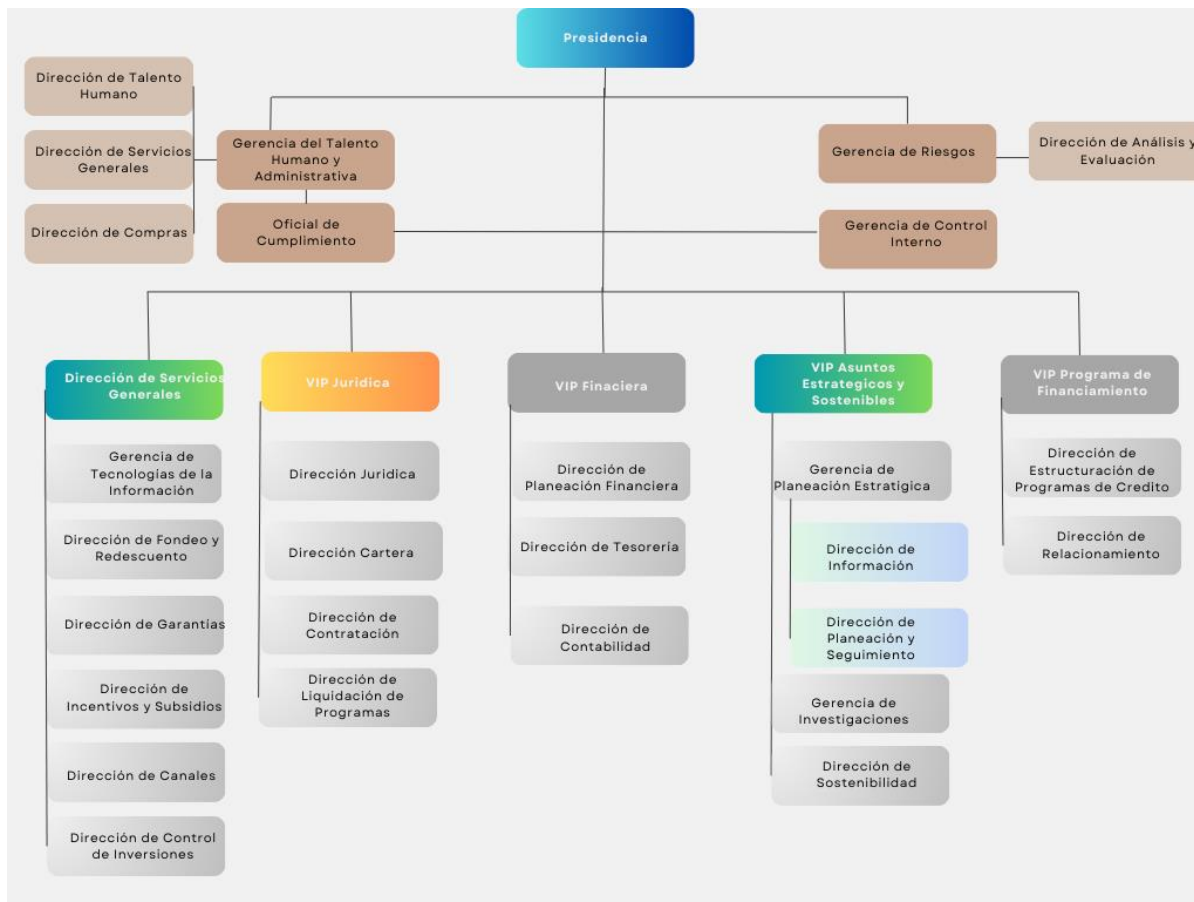 Presidencia
Dirección de Talento
Humano
Dirección de Servicios
Generales
Dirección de Compras
Gerencia del Talento
Humano y
Administrativa
Oficial de
Cumplimiento
Gerencia de Riesgos
Dirección de Análisis y
Evaluación
Gerencia de Control
Interno
Dirección de Servicios
Generales
Gerencia de
Tecnologías de la
Información
Dirección de Fondeo y
Redescuento
Dirección de Garantías
Dirección de
Incentivos y Subsidios
Dirección de Canales
Dirección de Control
de Inversiones
VIP Juridica
Dirección Juridica
Dirección Cartera
Dirección de
Contratación
Dirección de
Liquidación de
Programas
VIP Finaciera
Dirección de
Planeación Financiera
Dirección de Tesorería
Dirección de
Contabilidad
VIP Asuntos
Estrategicos y
Sostenibles
Gerencia de
Planeación Estratigica
Dirección de
Información
Dirección de
Planeación y
Seguimiento
Gerencia de
Investigaciones
Dirección de
Sostenibilidad
VIP Programa de
Financiamiento
Dirección de
Estructuración de
Programas de Credito
Dirección de
Relacionamiento